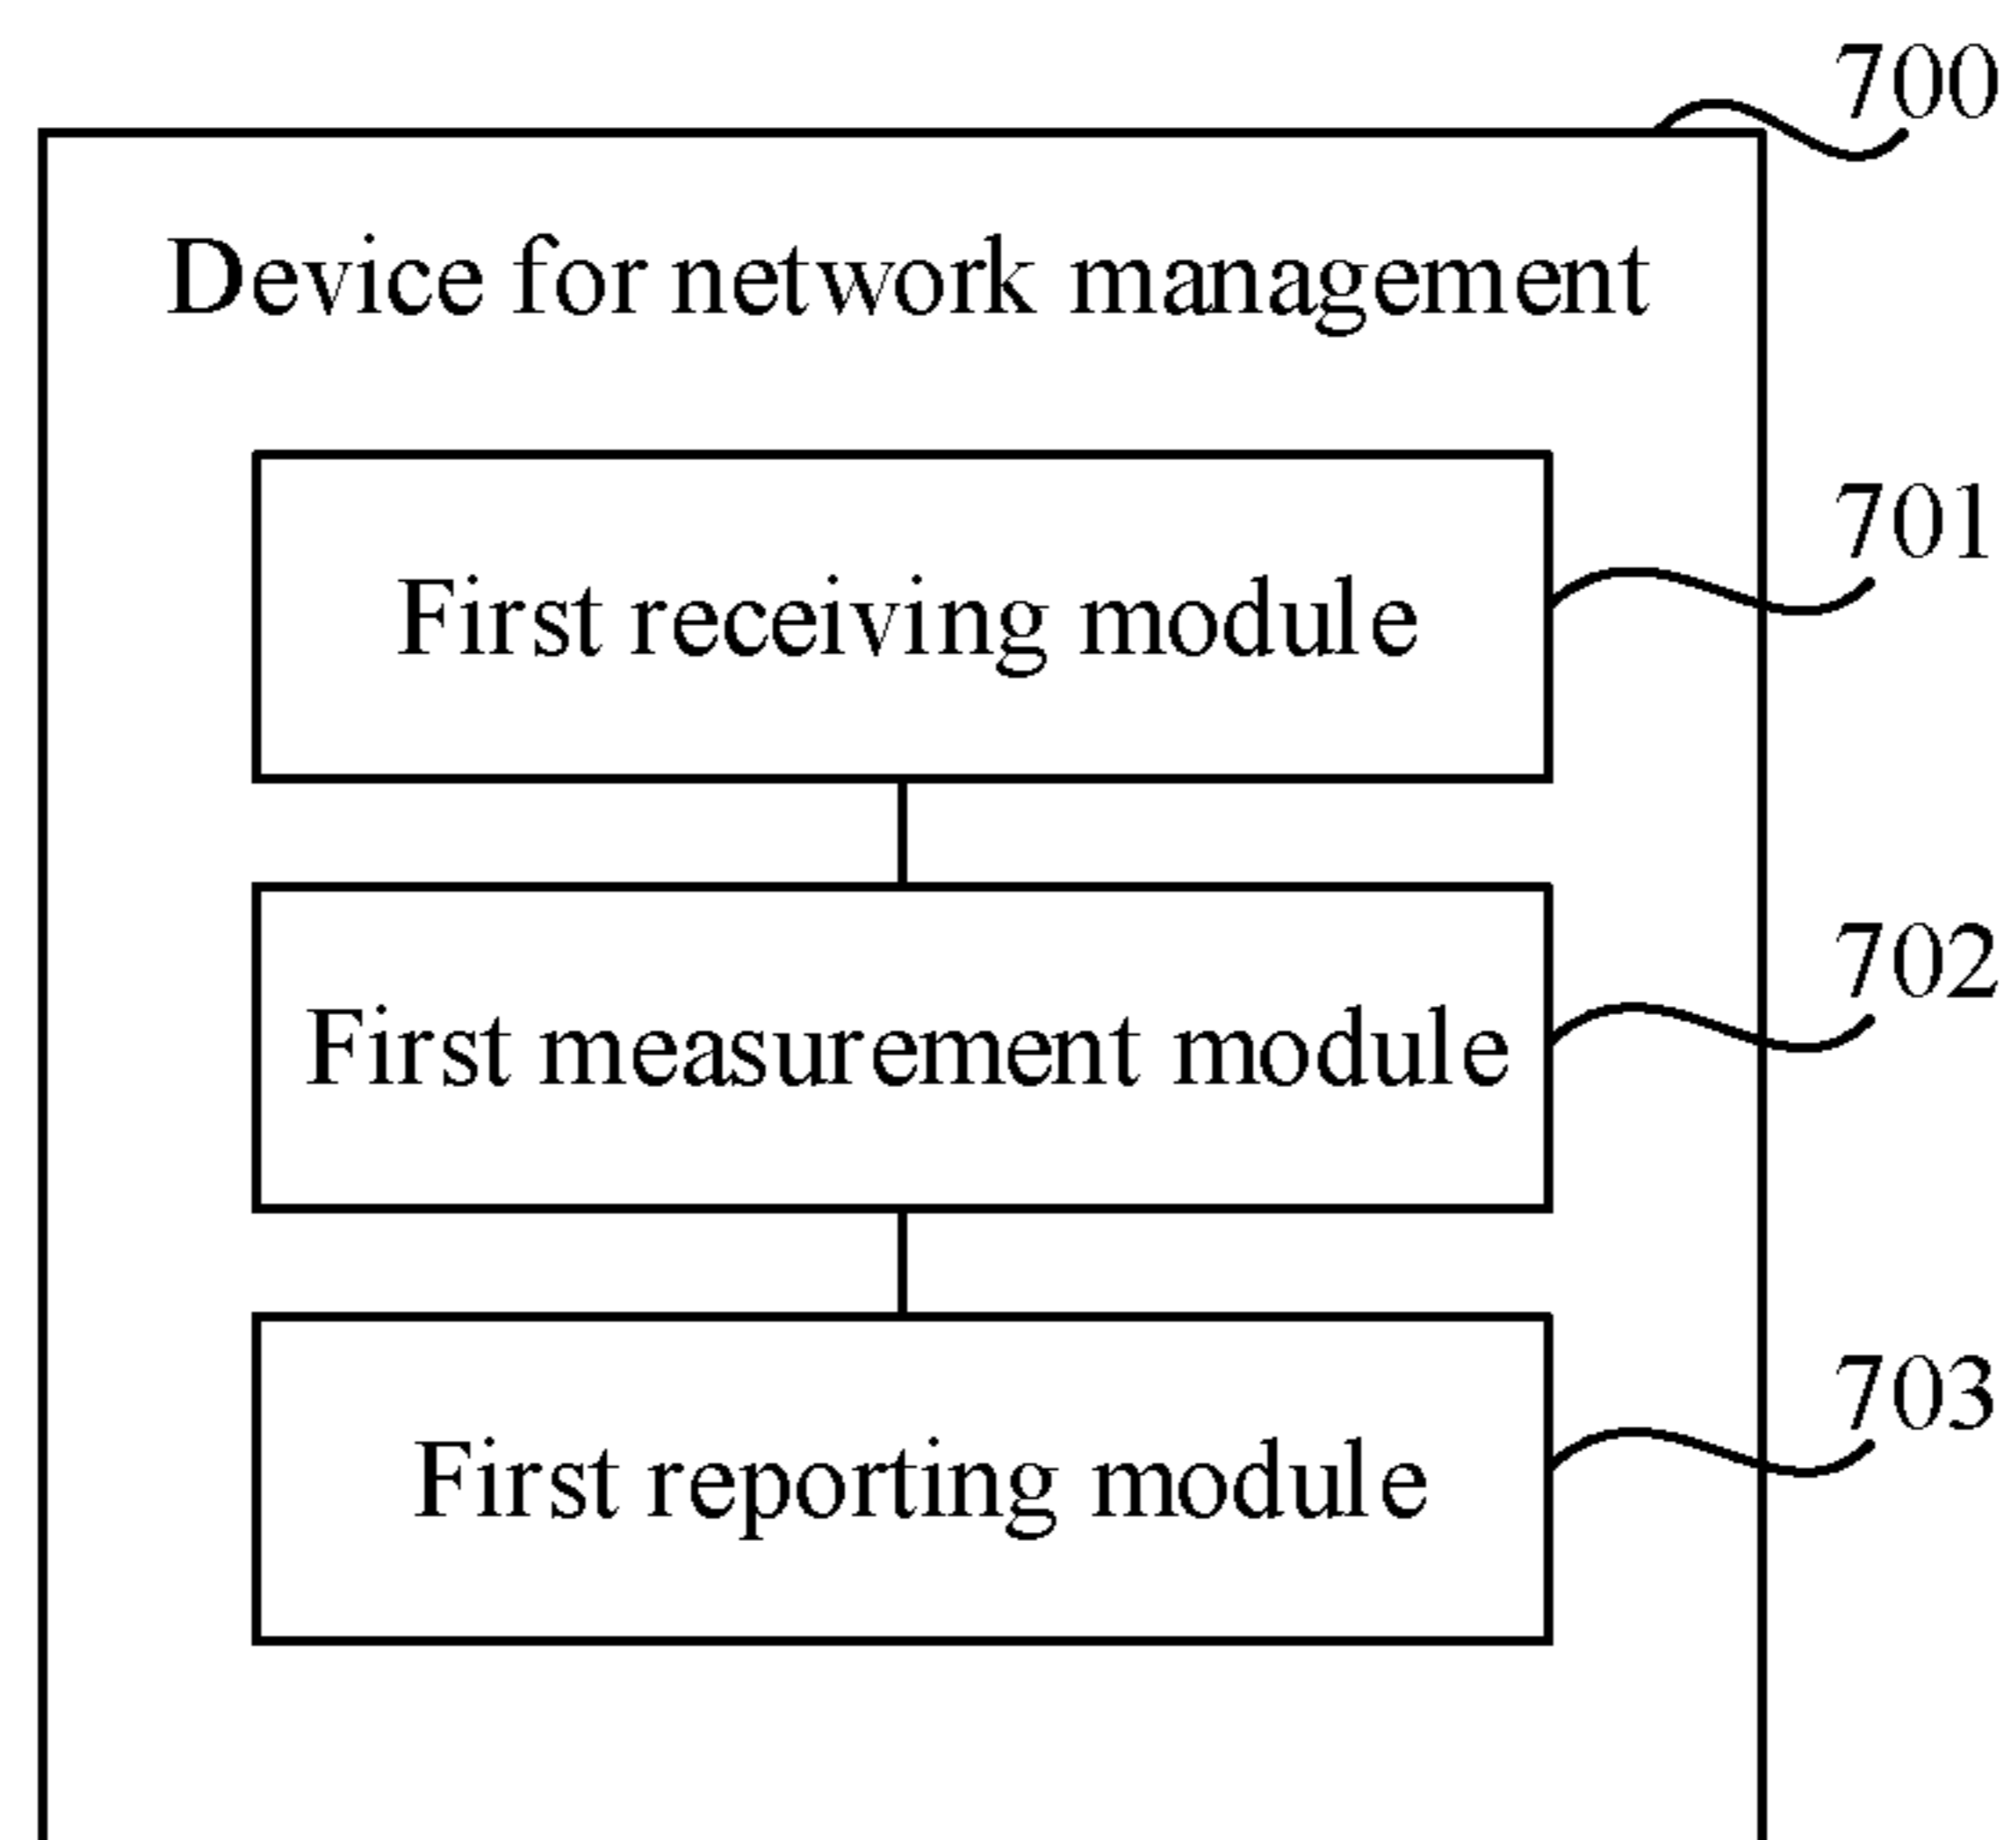 700
Device for network management
First receiving module
701
First measurement module
702
First reporting module
703